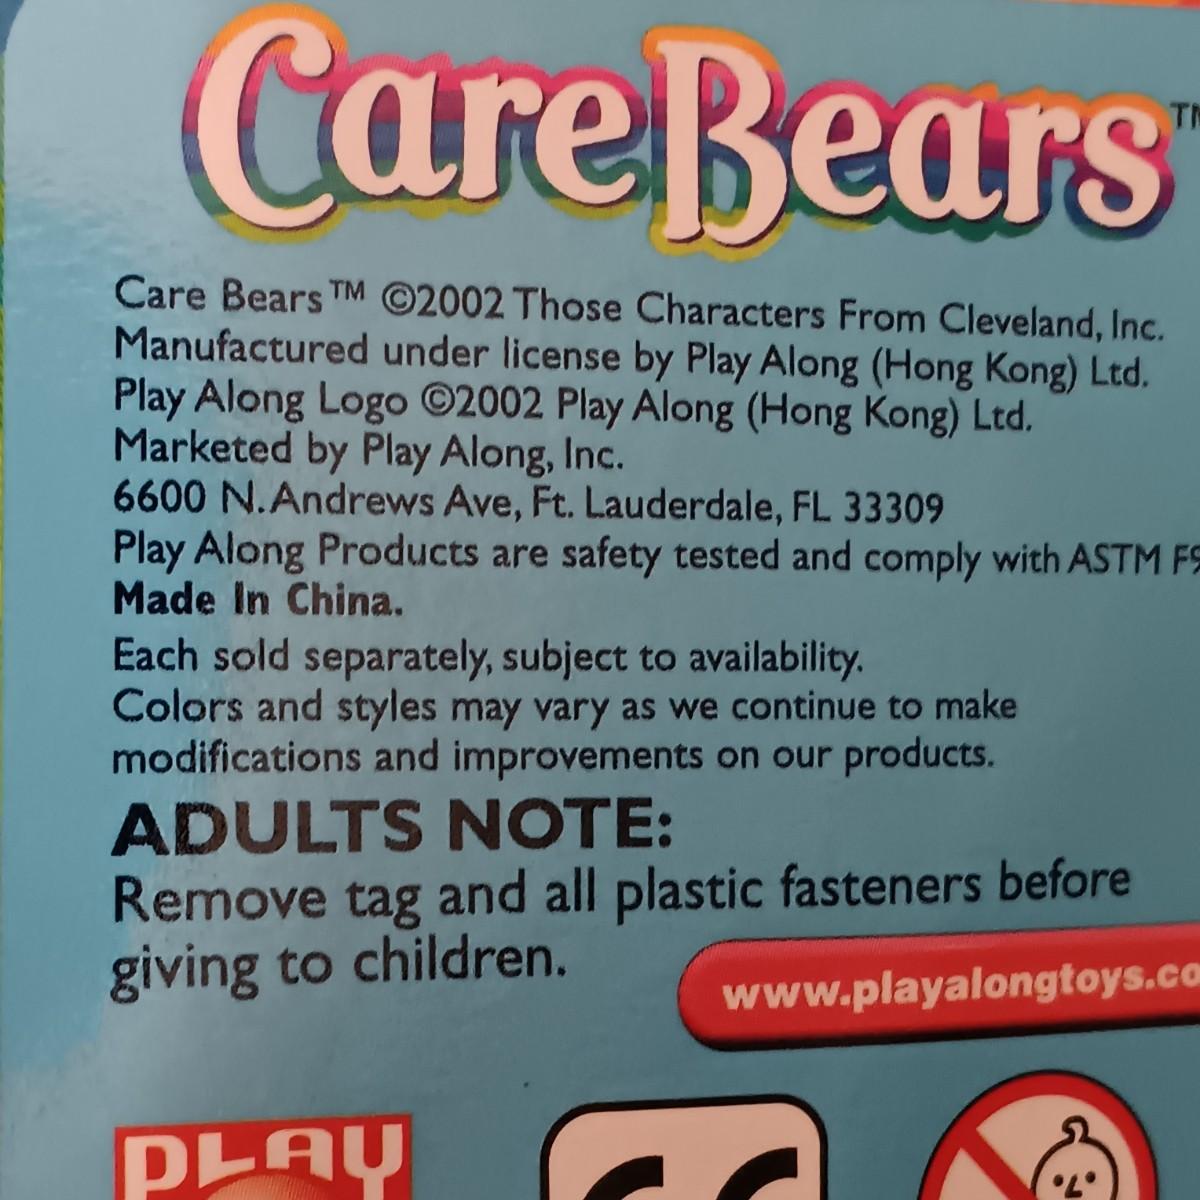 Care Bears™
Care Bears™ ©2002 Those Characters From Cleveland, Inc.
Manufactured under license by Play Along (Hong Kong) Ltd.
Play Along Logo ©2002 Play Along (Hong Kong) Ltd.
Marketed by Play Along, Inc.
6600 N. Andrews Ave, Ft. Lauderdale, FL 33309
Play Along Products are safety tested and comply with ASTM
Made In China.
Each sold separately, subject to availability.
Colors and styles may vary as we continue to make
modifications and improvements on our products.
ADULTS NOTE:
Remove tag and all plastic fasteners before
giving to children.
www.playalongtoys.co
PLAY
CE